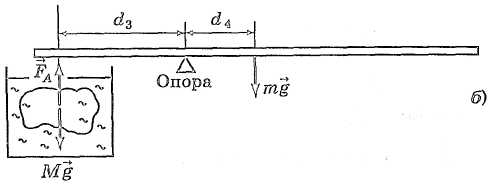 d₃ d₄
F⃗_A
Опора
mg⃗
б)
Mg⃗